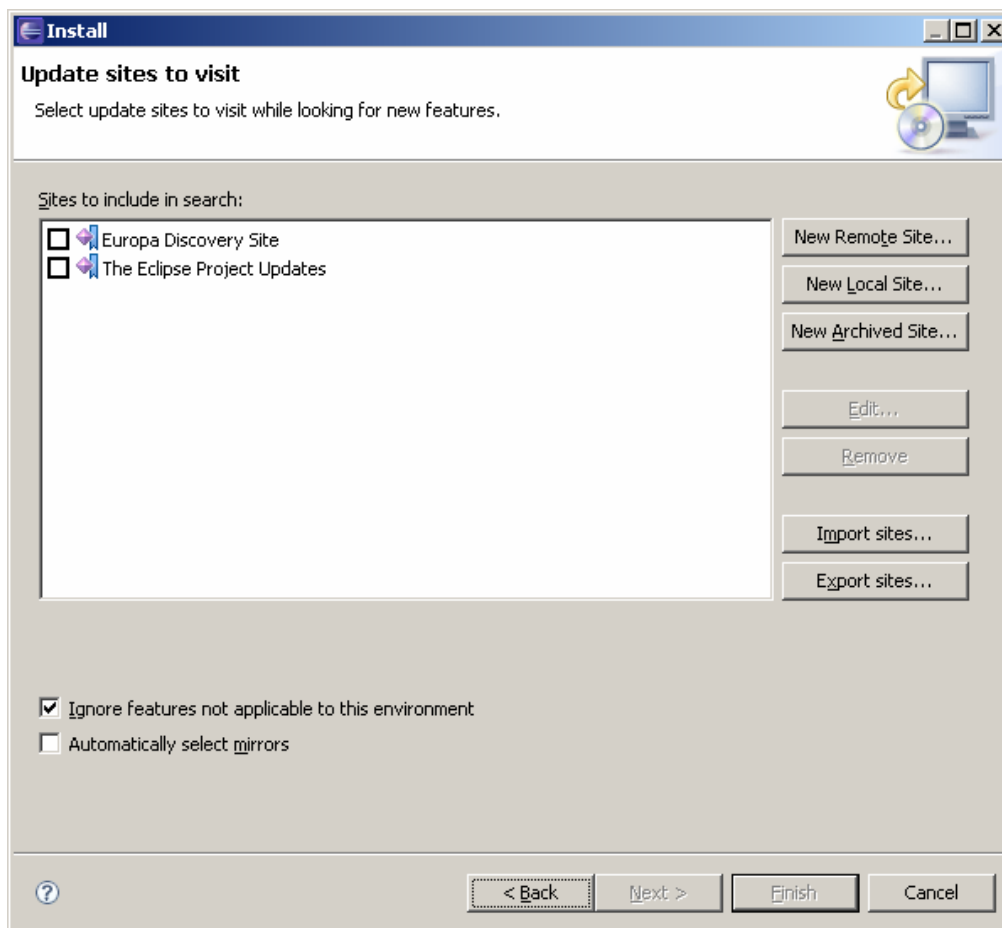 Install
Update sites to visit
Select update sites to visit while looking for new features.
Sites to include in search:
Europa Discovery Site
The Eclipse Project Updates
New Remote Site...
New Local Site...
New Archived Site...
Edit...
Remove
Import sites...
Export sites...
Ignore features not applicable to this environment
Automatically select mirrors
? < Back Next > Finish Cancel